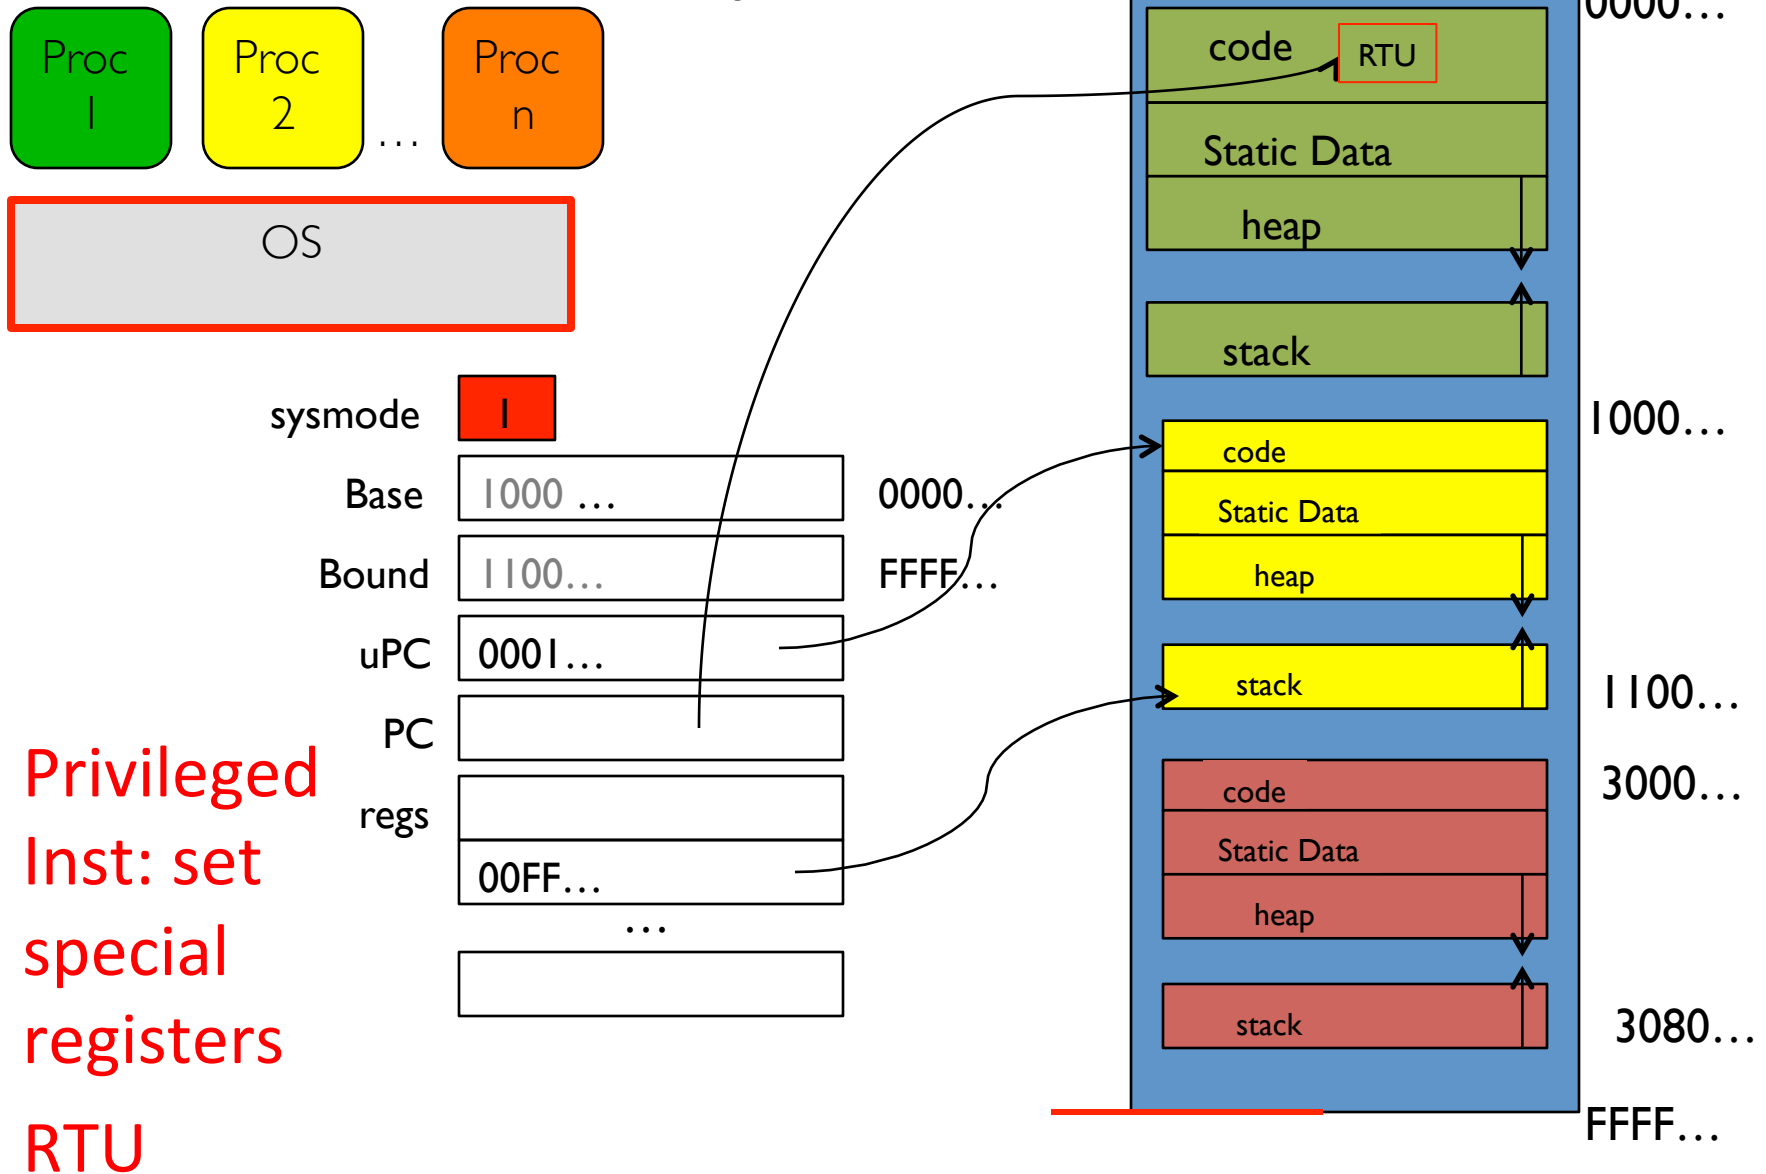 Proc
1
Proc
2
...
Proc
n
OS
sysmode 1
Base 1000 ... 0000...
Bound 1100... FFFF...
uPC 0001...
PC
regs
00FF...
...
Privileged
Inst: set
special
registers
RTU
0000...
code RTU
Static Data
heap
stack
1000...
code
Static Data
heap
stack
1100...
3000...
code
Static Data
heap
stack
3080...
FFFF...